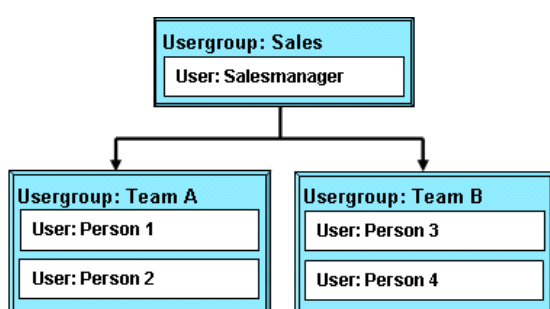 Usergroup: Sales
User: Salesmanager
Usergroup: Team A
User: Person 1
User: Person 2
Usergroup: Team B
User: Person 3
User: Person 4